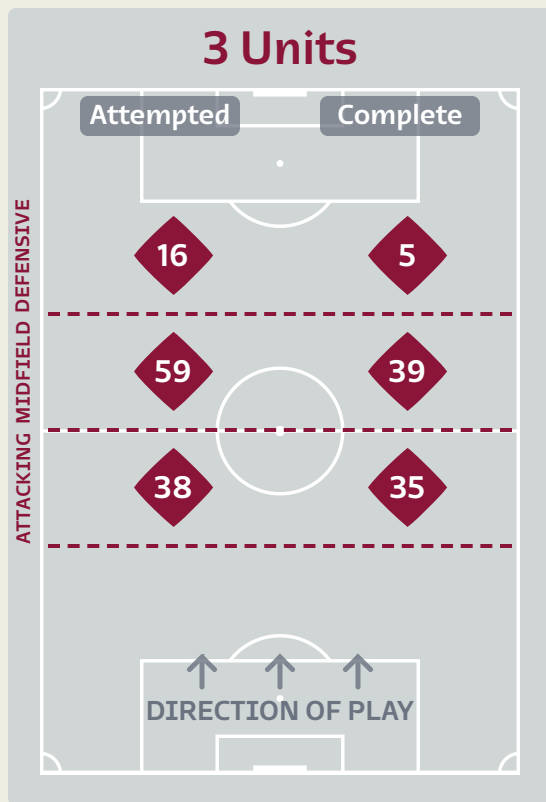 3 Units
Attempted Complete
ATTACKING MIDFIELD DEFENSIVE
16 5
59 39
38 35
DIRECTION OF PLAY